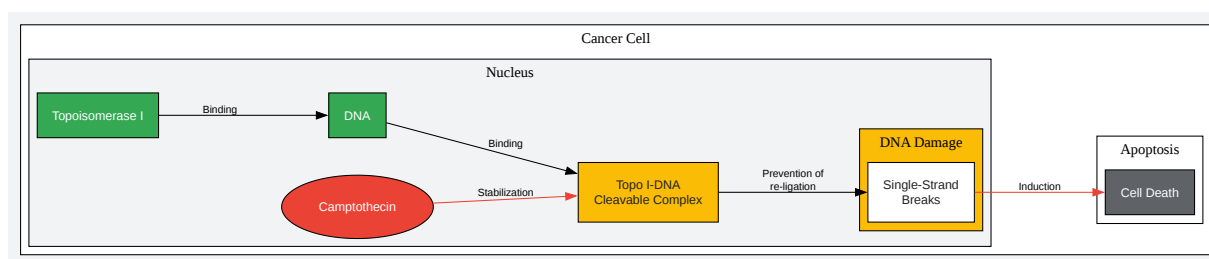 Cancer Cell
Nucleus
Topoisomerase I
Binding
DNA
Binding
Camptothecin
Stabilization
Topo I-DNA
Cleavable Complex
Prevention of
re-ligation
DNA Damage
Single-Strand
Breaks
Induction
Apoptosis
Cell Death